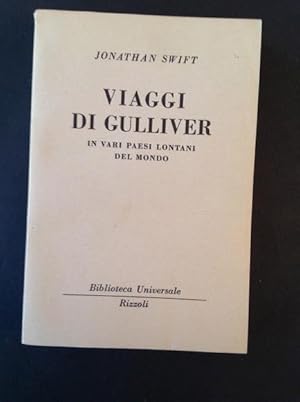 JONATHAN SWIFT
VIAGGI
DI GULLIVER
IN VARI PAESI LONTANI
DEL MONDO
Biblioteca Universale
Rizzoli